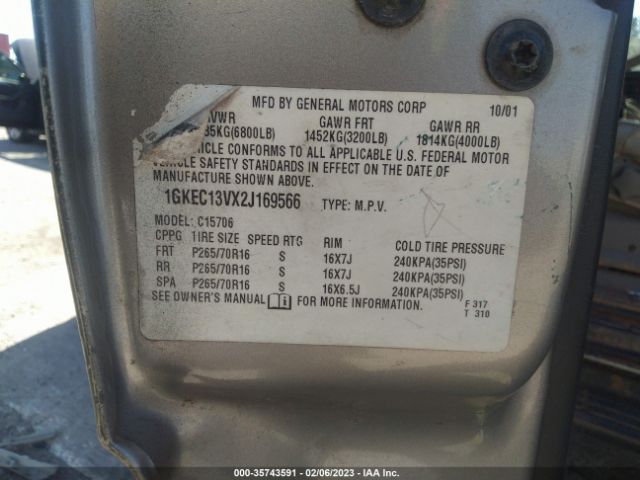 MFD BY GENERAL MOTORS CORP 10/01
GVWR GAWR FRT GAWR RR
85KG(6800LB) 1452KG(3200LB) 1814KG(4000LB)
VEHICLE CONFORMS TO ALL APPLICABLE U.S. FEDERAL MOTOR
VEHICLE SAFETY STANDARDS IN EFFECT ON THE DATE OF
MANUFACTURE SHOWN ABOVE.
1GKEC13VX2J169566 TYPE: M.P.V.
MODEL: C15706
CPPG TIRE SIZE SPEED RTG RIM COLD TIRE PRESSURE
FRT P265/70R16 S 16X7J 240KPA(35PSI)
RR P265/70R16 S 16X7J 240KPA(35PSI)
SPA P265/70R16 S 16X6.5J 240KPA(35PSI)
SEE OWNER'S MANUAL FOR MORE INFORMATION.
F 317
T 310
000-35743591 - 02/06/2023 - IAA Inc.